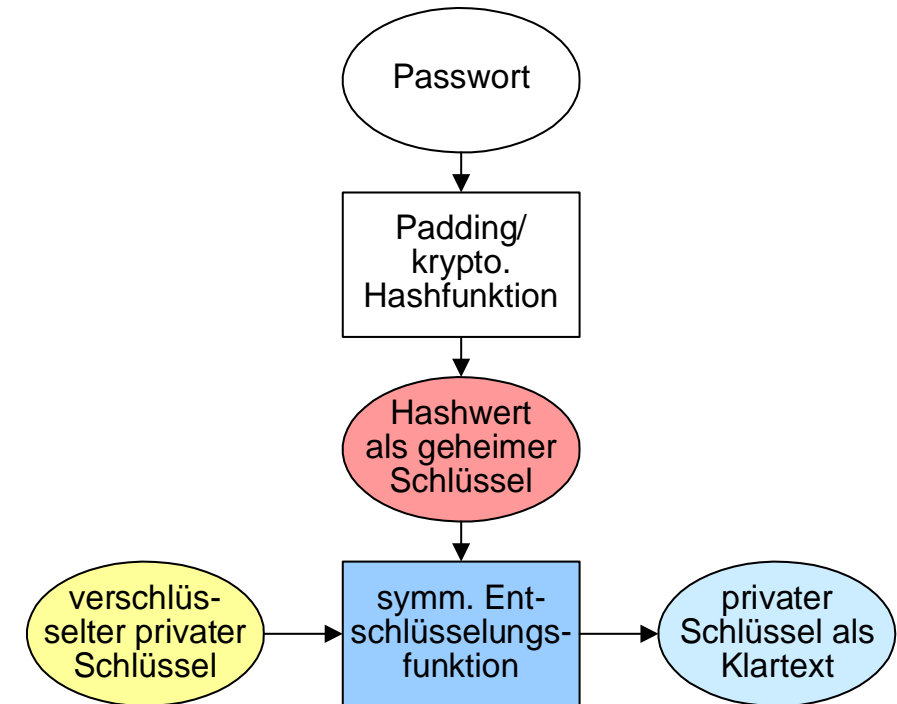 Passwort
Padding/
krypto.
Hashfunktion
Hashwert
als geheimer
Schlüssel
verschlüs-
selter privater
Schlüssel
symm. Ent-
schlüsselungs-
funktion
privater
Schlüssel als
Klartext